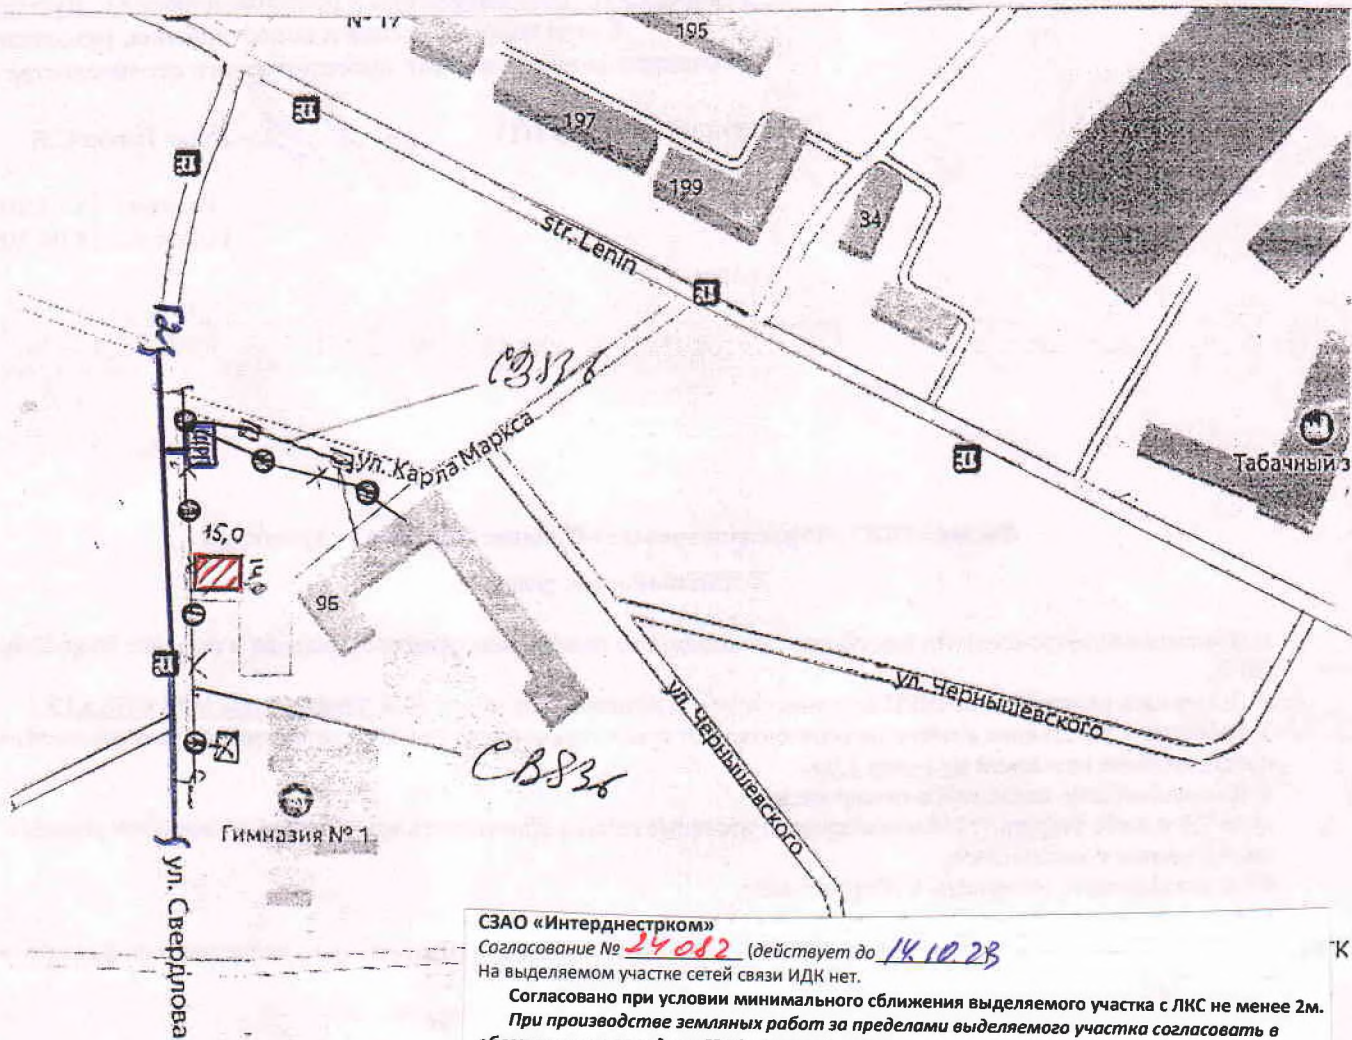 № 17
195
197
199
34
str. Lenin
СВ83б
ул. Карла Маркса
Табачный з
15,0
96
ул. Чернышевского
ул. Чернышевского
СВ83б
Гимназия № 1
ул. Свердлова
СЗАО «Интерднестрком»
Согласование № 24082 (действует до 14.10.23
На выделяемом участке сетей связи ИДК нет.
Согласовано при условии минимального сближения выделяемого участка с ЛКС не менее 2м.
При производстве земляных работ за пределами выделяемого участка согласовать в
К